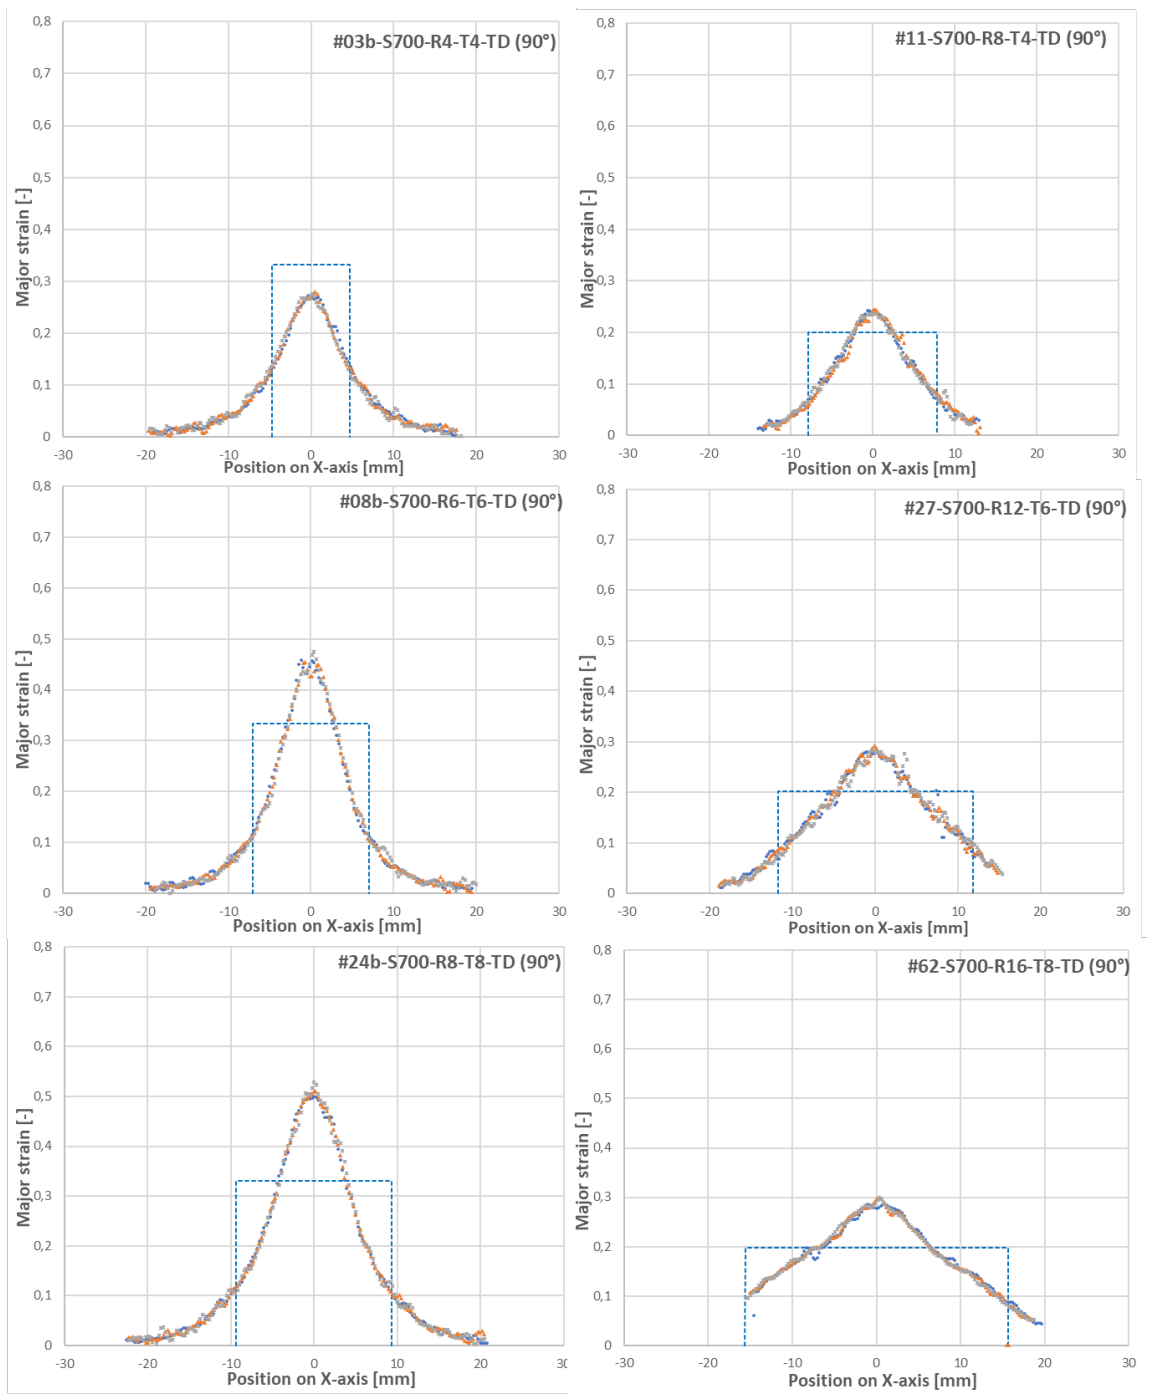 #03b-S700-R4-T4-TD (90°)
0,8
0,7
0,6
0,5
0,4
0,3
0,2
0,1
0
Major strain [-]
-30 -20 -10 0 10 20 30
Position on X-axis [mm]
#11-S700-R8-T4-TD (90°)
0,8
0,7
0,6
0,5
0,4
0,3
0,2
0,1
0
Major strain [-]
-30 -20 -10 0 10 20 30
Position on X-axis [mm]
#08b-S700-R6-T6-TD (90°)
0,8
0,7
0,6
0,5
0,4
0,3
0,2
0,1
0
Major strain [-]
-30 -20 -10 0 10 20 30
Position on X-axis [mm]
#27-S700-R12-T6-TD (90°)
0,8
0,7
0,6
0,5
0,4
0,3
0,2
0,1
0
Major strain [-]
-30 -20 -10 0 10 20 30
Position on X-axis [mm]
#24b-S700-R8-T8-TD (90°)
0,8
0,7
0,6
0,5
0,4
0,3
0,2
0,1
0
Major strain [-]
-30 -20 -10 0 10 20 30
Position on X-axis [mm]
#62-S700-R16-T8-TD (90°)
0,8
0,7
0,6
0,5
0,4
0,3
0,2
0,1
0
Major strain [-]
-30 -20 -10 0 10 20 30
Position on X-axis [mm]